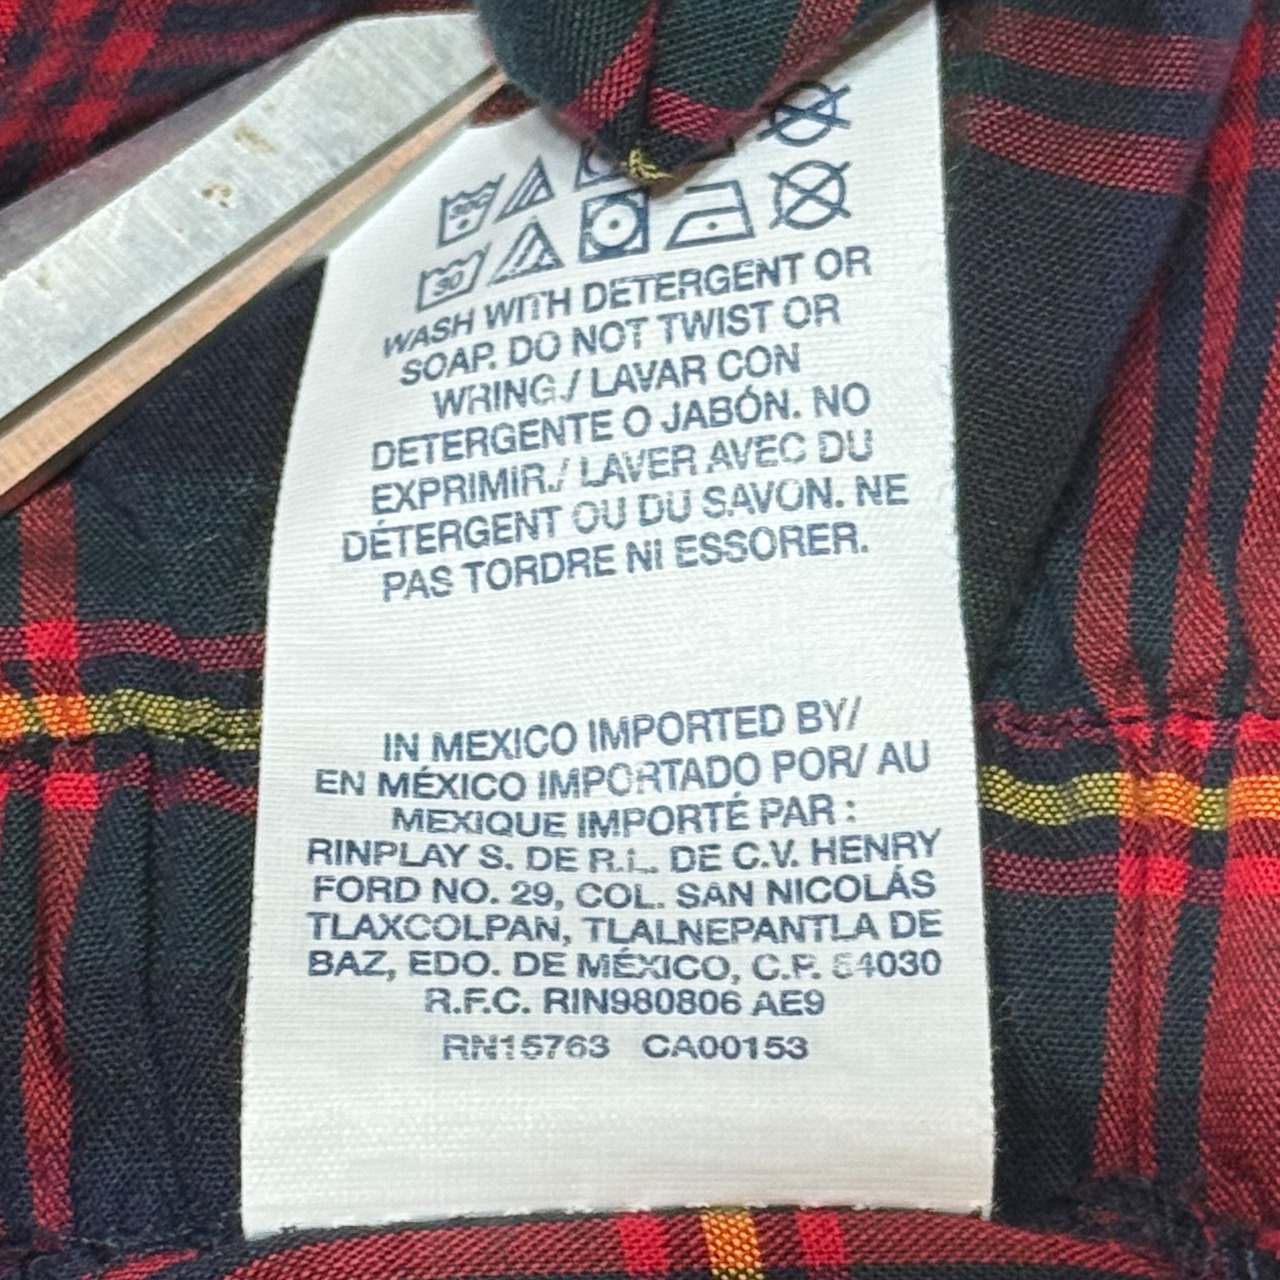 30C
30
WASH WITH DETERGENT OR
SOAP. DO NOT TWIST OR
WRING./ LAVAR CON
DETERGENTE O JABÓN. NO
EXPRIMIR./ LAVER AVEC DU
DÉTERGENT OU DU SAVON. NE
PAS TORDRE NI ESSORER.
IN MEXICO IMPORTED BY/
EN MÉXICO IMPORTADO POR/ AU
MEXIQUE IMPORTÉ PAR :
RINPLAY S. DE R.L. DE C.V. HENRY
FORD NO. 29, COL. SAN NICOLÁS
TLAXCOLPAN, TLALNEPANTLA DE
BAZ, EDO. DE MÉXICO, C.P. 54030
R.F.C. RIN980806 AE9
RN15763 CA00153